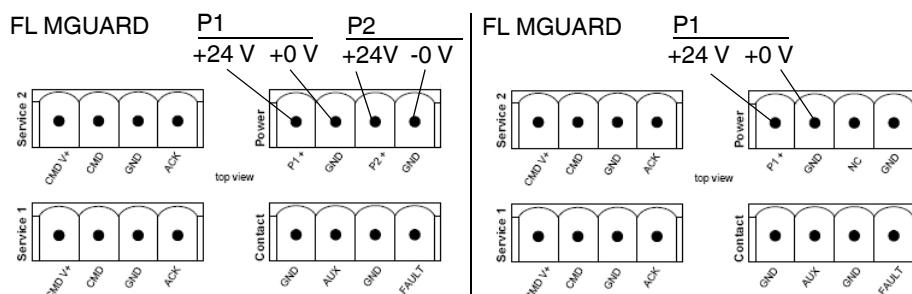 FL MGUARD P1 P2
+24 V +0 V +24V -0 V
Service 2 CMD V+ CMD GND ACK
Power P1 + GND P2 + GND
top view
Service 1 CMD V+ CMD GND ACK
Contact GND AUX GND FAULT
FL MGUARD P1
+24 V +0 V
Service 2 CMD V+ CMD GND ACK
Power P1 + GND NC GND
top view
Service 1 CMD V+ CMD GND ACK
Contact GND AUX GND FAULT